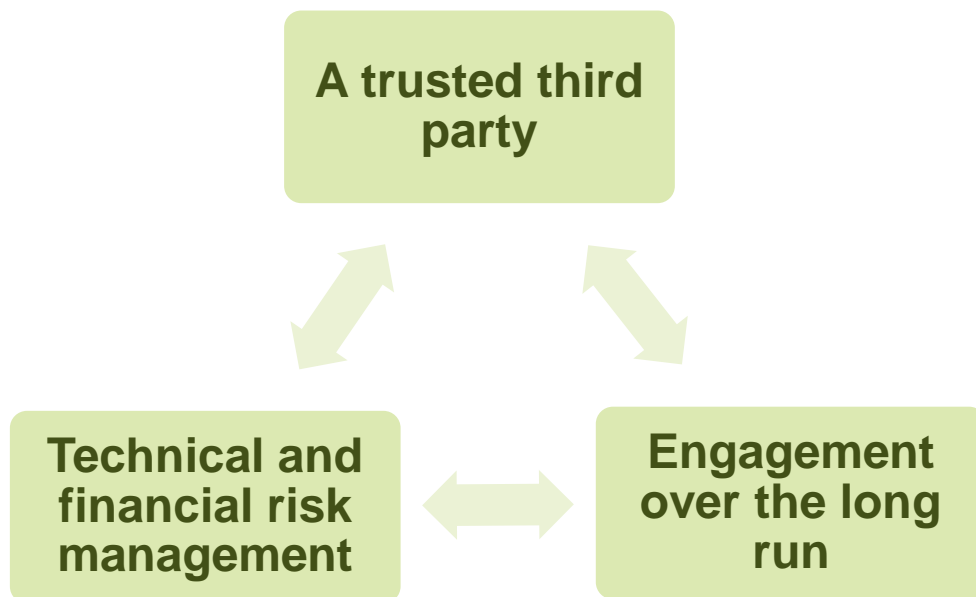 A trusted third
party
Technical and
financial risk
management
Engagement
over the long
run